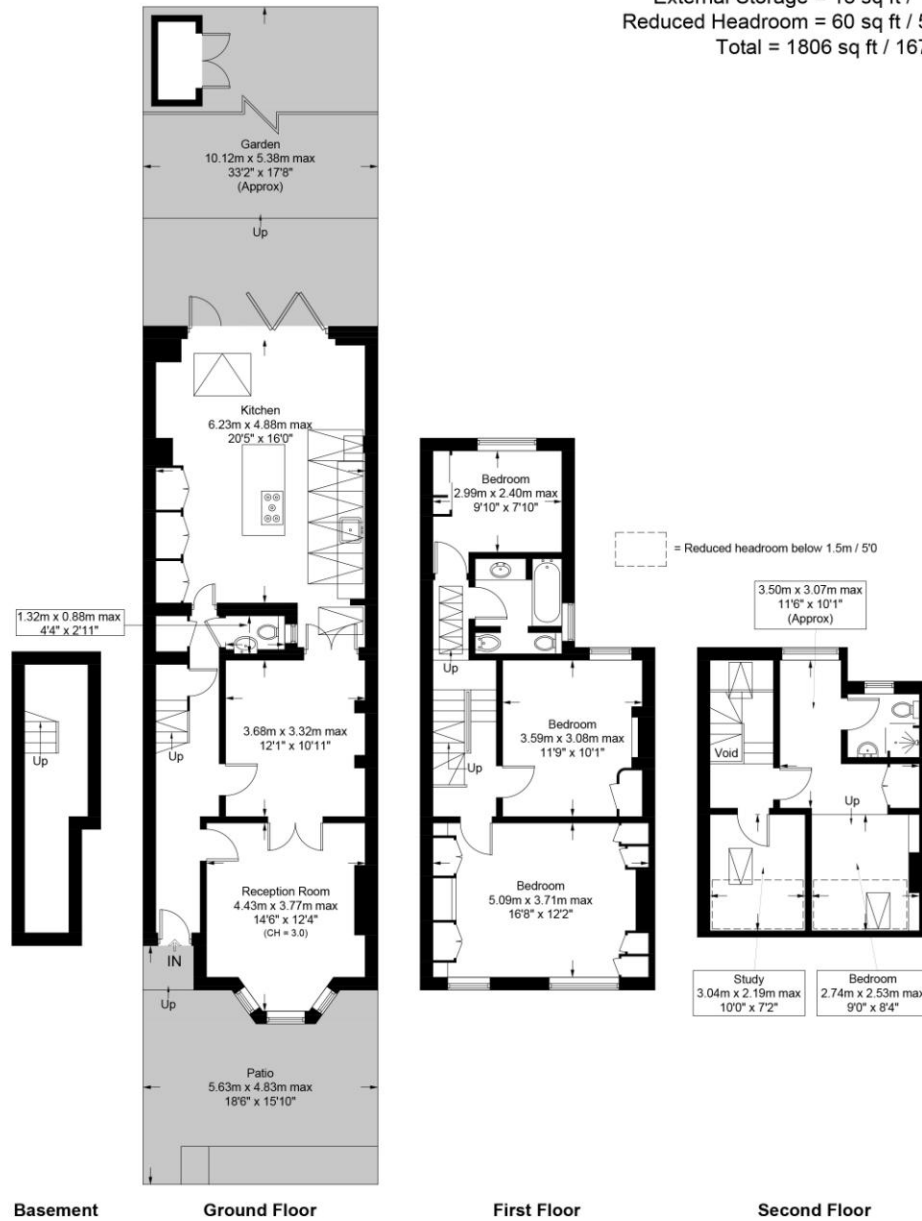 External Storage =
Reduced Headroom = 60 sq ft /
Total = 1806 sq ft /
Garden
10.12m x 5.38m max
33'2" x 17'8"
(Approx)
Up
Kitchen
6.23m x 4.88m max
20'5" x 16'0"
1.32m x 0.88m max
4'4" x 2'11"
Up
3.68m x 3.32m max
12'1" x 10'11"
Up
Reception Room
4.43m x 3.77m max
14'6" x 12'4"
(CH = 3.0)
IN
Up
Patio
5.63m x 4.83m max
18'6" x 15'10"
Bedroom
2.99m x 2.40m max
9'10" x 7'10"
Up
Bedroom
3.59m x 3.08m max
11'9" x 10'1"
Up
Bedroom
5.09m x 3.71m max
16'8" x 12'2"
= Reduced headroom below 1.5m / 5'0
3.50m x 3.07m max
11'6" x 10'1"
(Approx)
Void
Up
Study
3.04m x 2.19m max
10'0" x 7'2"
Bedroom
2.74m x 2.53m max
9'0" x 8'4"
Basement
Ground Floor
First Floor
Second Floor